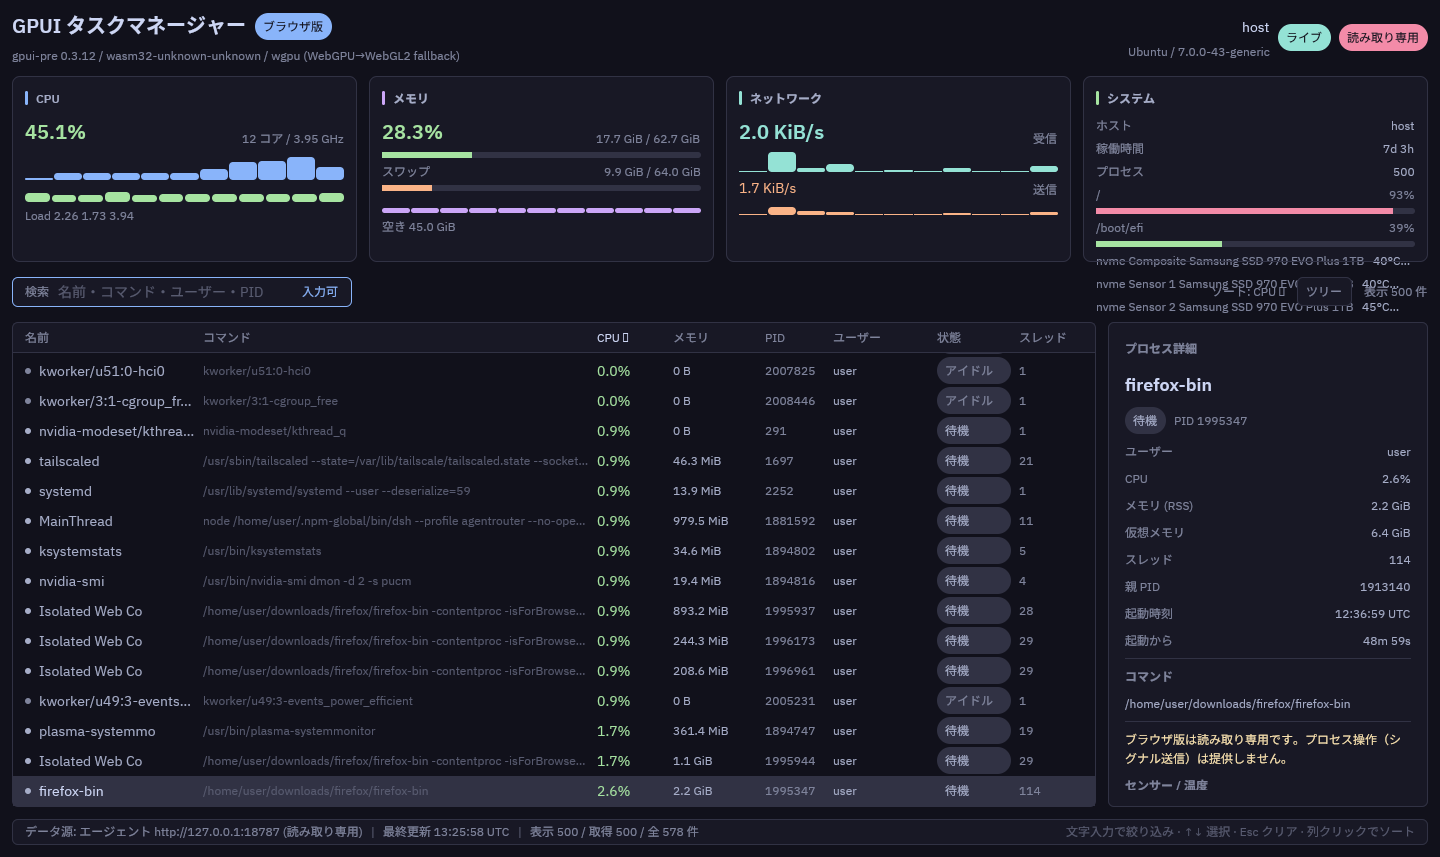 GPUI タスクマネージャー ブラウザ版
gpui-pre 0.3.12 / wasm32-unknown-unknown / wgpu (WebGPU→WebGL2 fallback)
host
Ubuntu / 7.0.0-43-generic
ライブ 読み取り専用
CPU
45.1% 12 コア / 3.95 GHz
Load 2.26 1.73 3.94
メモリ
28.3% 17.7 GiB / 62.7 GiB
スワップ 9.9 GiB / 64.0 GiB
空き 45.0 GiB
ネットワーク
2.0 KiB/s 受信
1.7 KiB/s 送信
システム
ホスト host
稼働時間 7d 3h
プロセス 500
/ 93%
/boot/efi 39%
nvme Composite Samsung SSD 970 EVO Plus 1TB 40°C...
nvme Sensor 1 Samsung SSD 970 EVO Plus 1TB 40°C...
nvme Sensor 2 Samsung SSD 970 EVO Plus 1TB 45°C...
検索 名前・コマンド・ユーザー・PID 入力可
ソート: CPU ツリー 表示 500 件
名前 コマンド CPU メモリ PID ユーザー 状態 スレッド
kworker/u51:0-hci0 kworker/u51:0-hci0 0.0% 0 B 2007825 user アイドル 1
kworker/3:1-cgroup_fr... kworker/3:1-cgroup_free 0.0% 0 B 2008446 user アイドル 1
nvidia-modeset/kthrea... nvidia-modeset/kthread_q 0.9% 0 B 291 user 待機 1
tailscaled /usr/sbin/tailscaled --state=/var/lib/tailscale/tailscaled.state --socket... 0.9% 46.3 MiB 1697 user 待機 21
systemd /usr/lib/systemd/systemd --user --deserialize=59 0.9% 13.9 MiB 2252 user 待機 1
MainThread node /home/user/.npm-global/bin/dsh --profile agentrouter --no-ope... 0.9% 979.5 MiB 1881592 user 待機 11
ksystemstats /usr/bin/ksystemstats 0.9% 34.6 MiB 1894802 user 待機 5
nvidia-smi /usr/bin/nvidia-smi dmon -d 2 -s pucm 0.9% 19.4 MiB 1894816 user 待機 4
Isolated Web Co /home/user/downloads/firefox/firefox-bin -contentproc -isForBrowse... 0.9% 893.2 MiB 1995937 user 待機 28
Isolated Web Co /home/user/downloads/firefox/firefox-bin -contentproc -isForBrowse... 0.9% 244.3 MiB 1996173 user 待機 29
Isolated Web Co /home/user/downloads/firefox/firefox-bin -contentproc -isForBrowse... 0.9% 208.6 MiB 1996961 user 待機 29
kworker/u49:3-events... kworker/u49:3-events_power_efficient 0.9% 0 B 2005231 user アイドル 1
plasma-systemmo /usr/bin/plasma-systemmonitor 1.7% 361.4 MiB 1894747 user 待機 19
Isolated Web Co /home/user/downloads/firefox/firefox-bin -contentproc -isForBrowse... 1.7% 1.1 GiB 1995944 user 待機 29
firefox-bin /home/user/downloads/firefox/firefox-bin 2.6% 2.2 GiB 1995347 user 待機 114
プロセス詳細
firefox-bin
待機 PID 1995347
ユーザー user
CPU 2.6%
メモリ (RSS) 2.2 GiB
仮想メモリ 6.4 GiB
スレッド 114
親 PID 1913140
起動時刻 12:36:59 UTC
起動から 48m 59s
コマンド
/home/user/downloads/firefox/firefox-bin
ブラウザ版は読み取り専用です。プロセス操作（シ
グナル送信）は提供しません。
センサー / 温度
データ源: エージェント http://127.0.0.1:18787 (読み取り専用) | 最終更新 13:25:58 UTC | 表示 500 / 取得 500 / 全 578 件
文字入力で絞り込み · ↑↓ 選択 · Esc クリア · 列クリックでソート